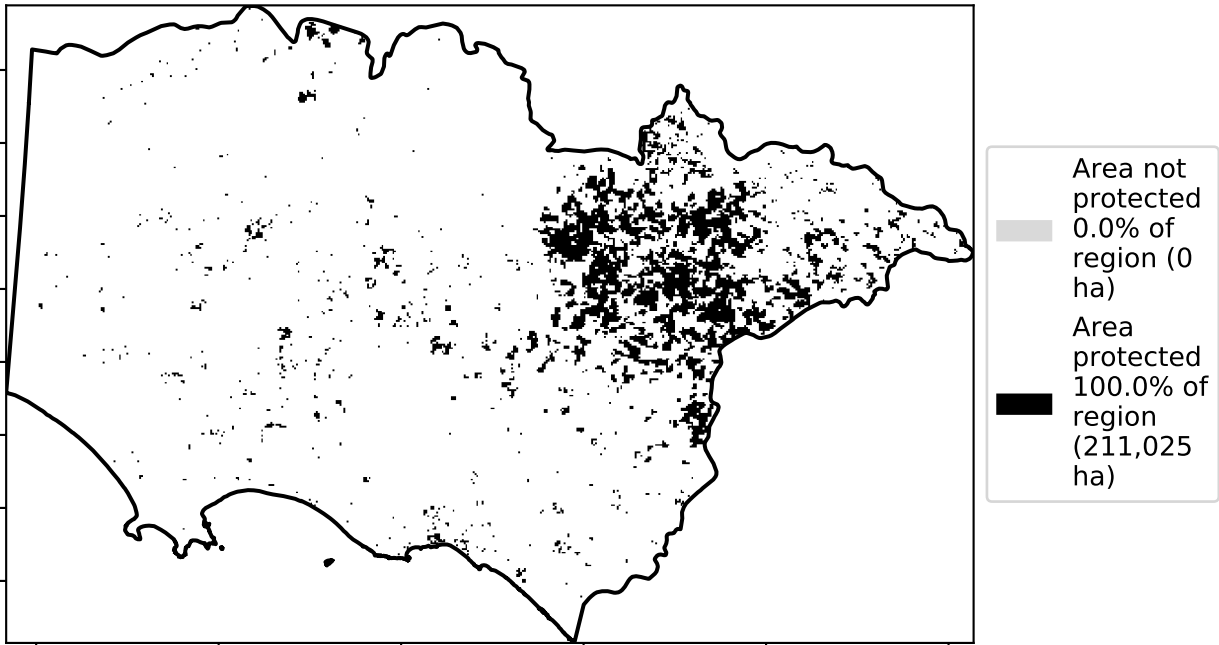 Area not
protected
0.0% of
region (0
ha)
Area
protected
100.0% of
region
(211,025
ha)